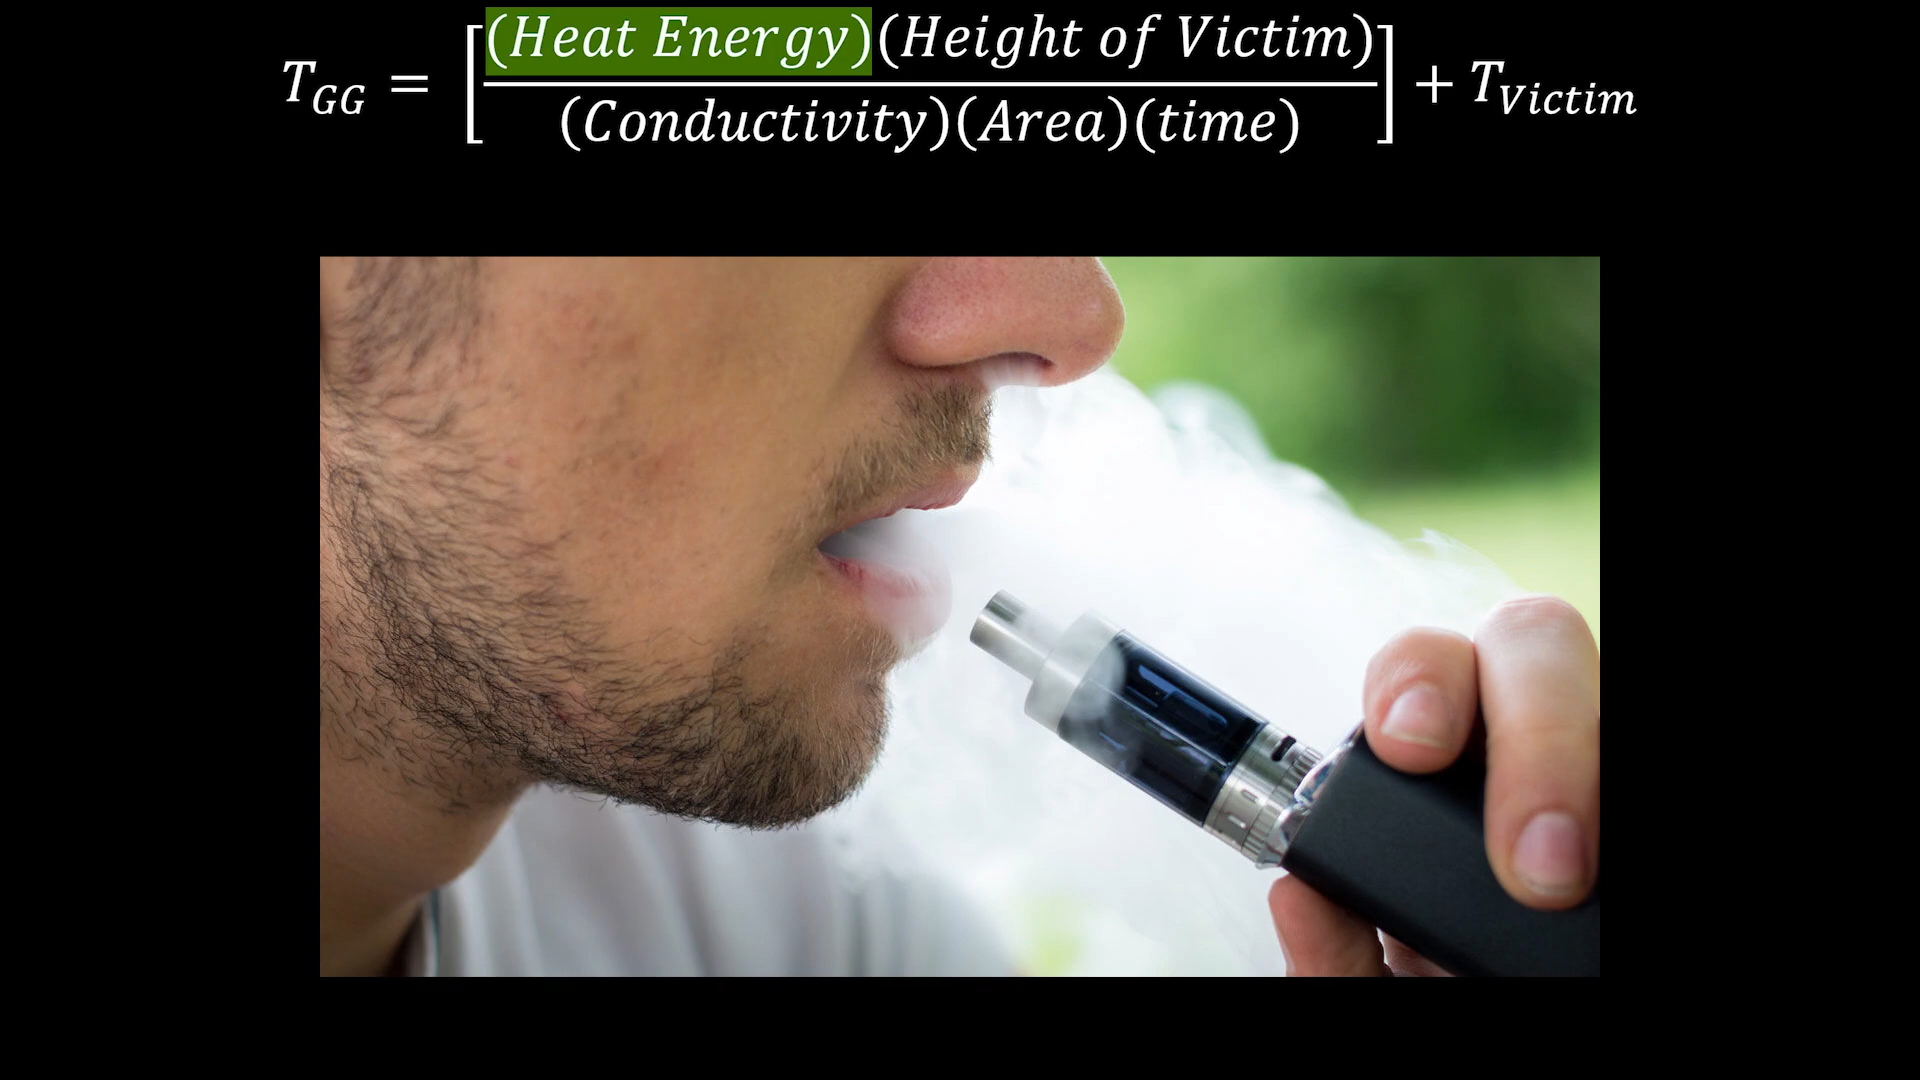 T_GG = [(Heat Energy)(Height of Victim) / (Conductivity)(Area)(time)] + T_Victim